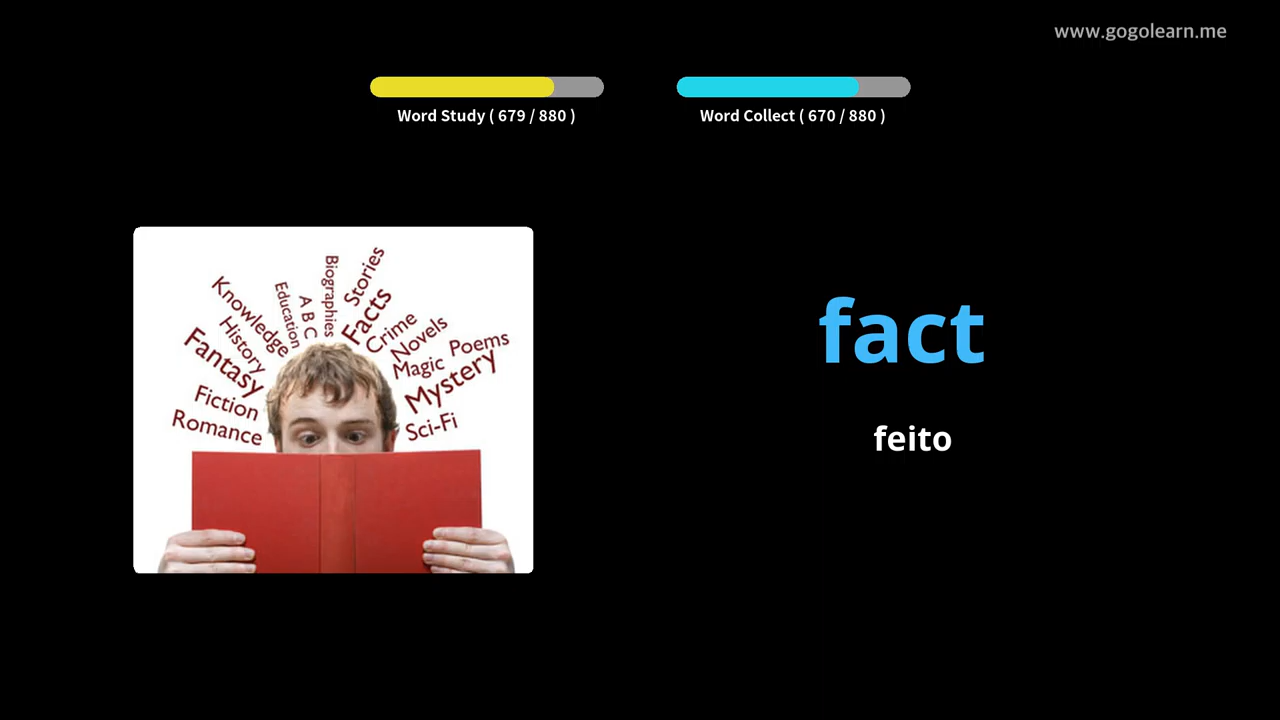 www.gogolearn.me
Word Study ( 679 / 880 )
Word Collect ( 670 / 880 )
Stories
Biographies
Facts
A B C
Education
Knowledge
Crime
Novels
History
Poems
Magic
Fantasy
Mystery
Fiction
Sci-Fi
Romance
fact
feito